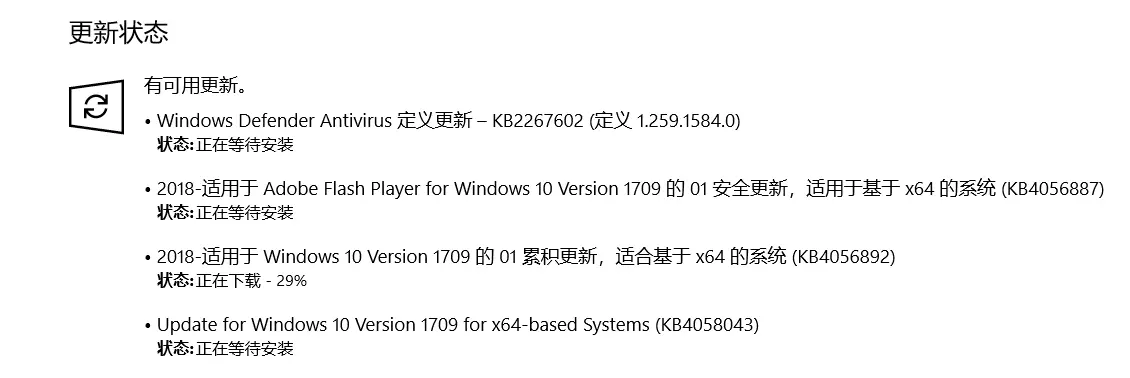 更新状态
有可用更新。
• Windows Defender Antivirus 定义更新 – KB2267602 (定义 1.259.1584.0)
状态:正在等待安装
• 2018-适用于 Adobe Flash Player for Windows 10 Version 1709 的 01 安全更新，适用于基于 x64 的系统 (KB4056887)
状态:正在等待安装
• 2018-适用于 Windows 10 Version 1709 的 01 累积更新，适合基于 x64 的系统 (KB4056892)
状态:正在下载 - 29%
• Update for Windows 10 Version 1709 for x64-based Systems (KB4058043)
状态:正在等待安装